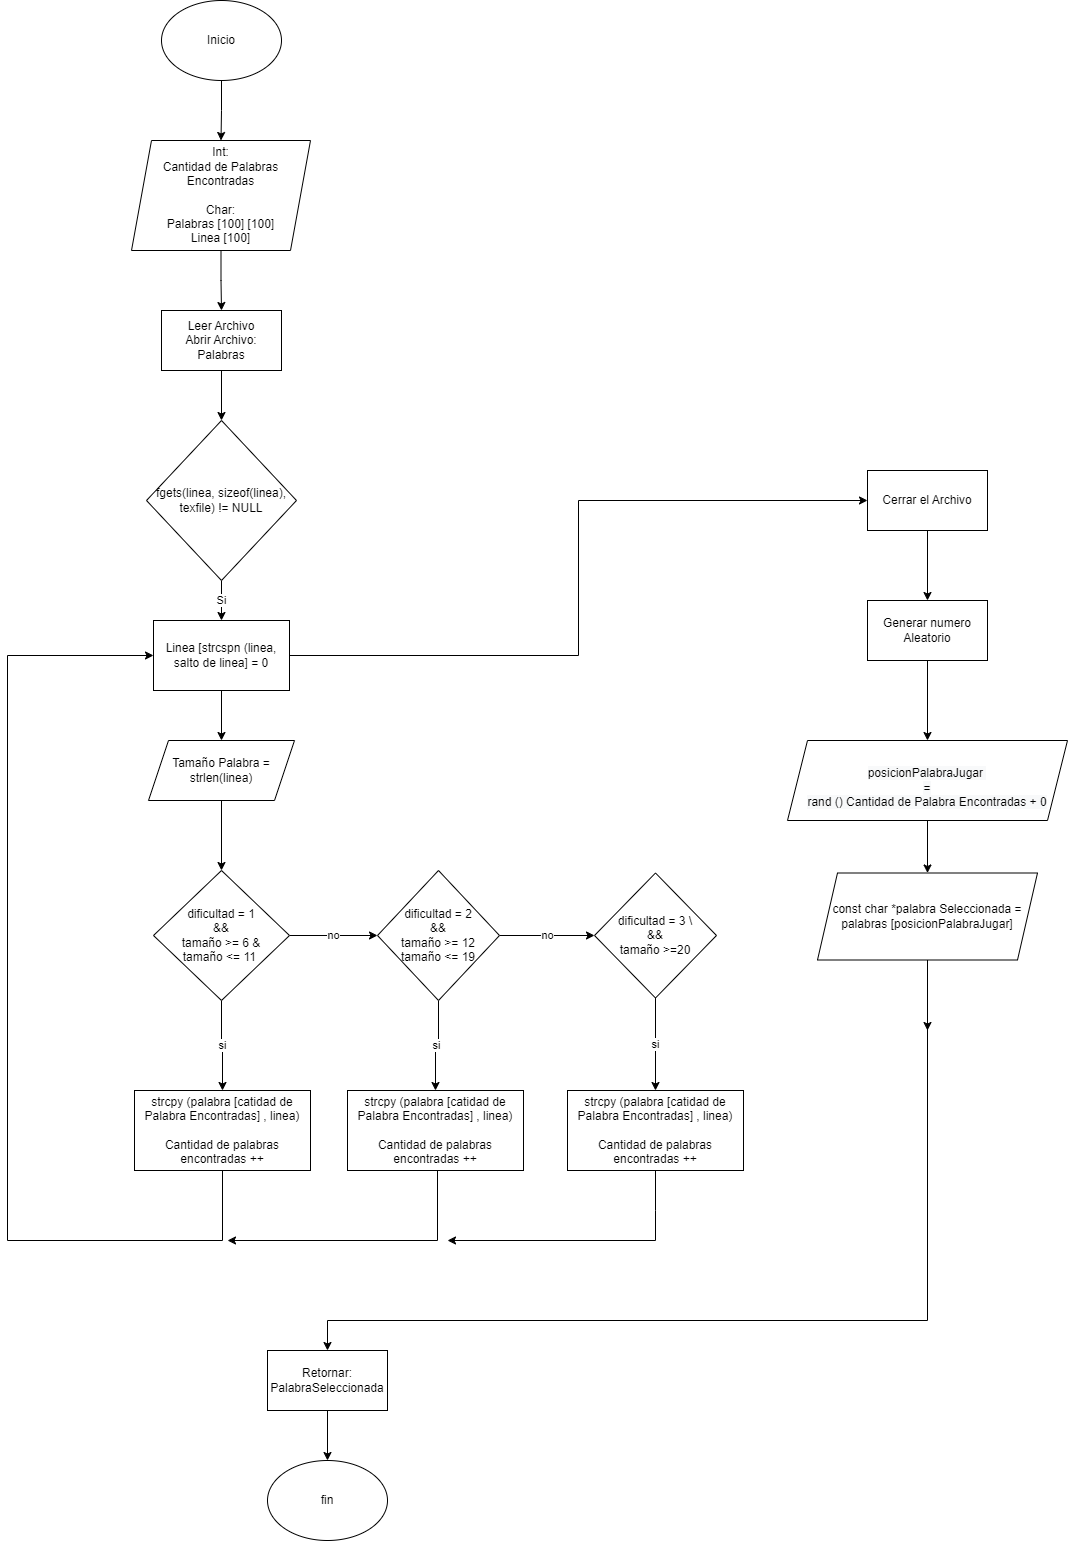 Inicio
Int:
Cantidad de Palabras
Encontradas
Char:
Palabras [100] [100]
Linea [100]
Leer Archivo
Abrir Archivo:
Palabras
fgets(linea, sizeof(linea),
texfile) != NULL
Si
Linea [strcspn (linea,
salto de linea] = 0
Tamaño Palabra =
strlen(linea)
dificultad = 1
&&
tamaño >= 6 &
tamaño <= 11
no
dificultad = 2
&&
tamaño >= 12
tamaño <= 19
no
dificultad = 3 \
&&
tamaño >=20
si
si
si
strcpy (palabra [catidad de
Palabra Encontradas] , linea)
Cantidad de palabras
encontradas ++
strcpy (palabra [catidad de
Palabra Encontradas] , linea)
Cantidad de palabras
encontradas ++
strcpy (palabra [catidad de
Palabra Encontradas] , linea)
Cantidad de palabras
encontradas ++
Cerrar el Archivo
Generar numero
Aleatorio
posicionPalabraJugar
=
rand () Cantidad de Palabra Encontradas + 0
const char *palabra Seleccionada =
palabras [posicionPalabraJugar]
Retornar:
PalabraSeleccionada
fin